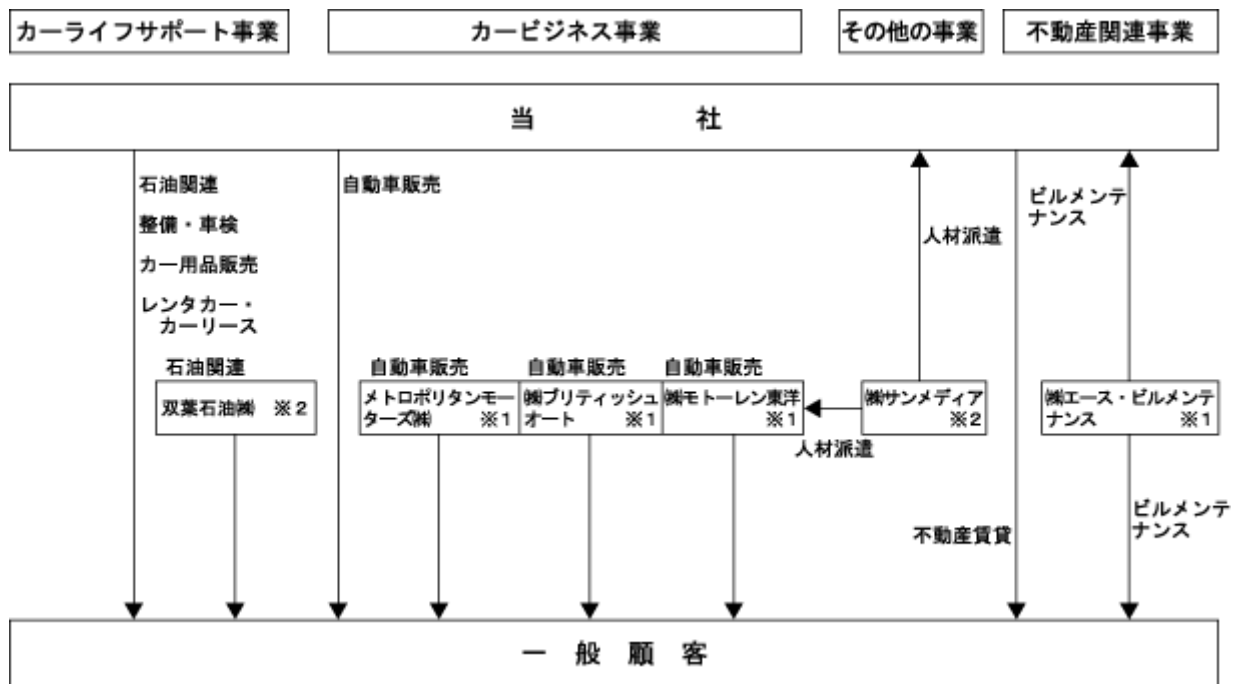 カーライフサポート事業
カービジネス事業
その他の事業
不動産関連事業
当社
石油関連
整備・車検
カー用品販売
レンタカー・
カーリース
自動車販売
人材派遣
ビルメンテ
ナンス
石油関連
双葉石油㈱ ※2
自動車販売
メトロポリタンモー
ターズ㈱ ※1
自動車販売
㈱ブリティッシュ
オート ※1
自動車販売
㈱モトーレン東洋
※1
人材派遣
㈱サンメディア
※2
㈱エース・ビルメンテ
ナンス ※1
不動産賃貸
ビルメンテ
ナンス
一般顧客